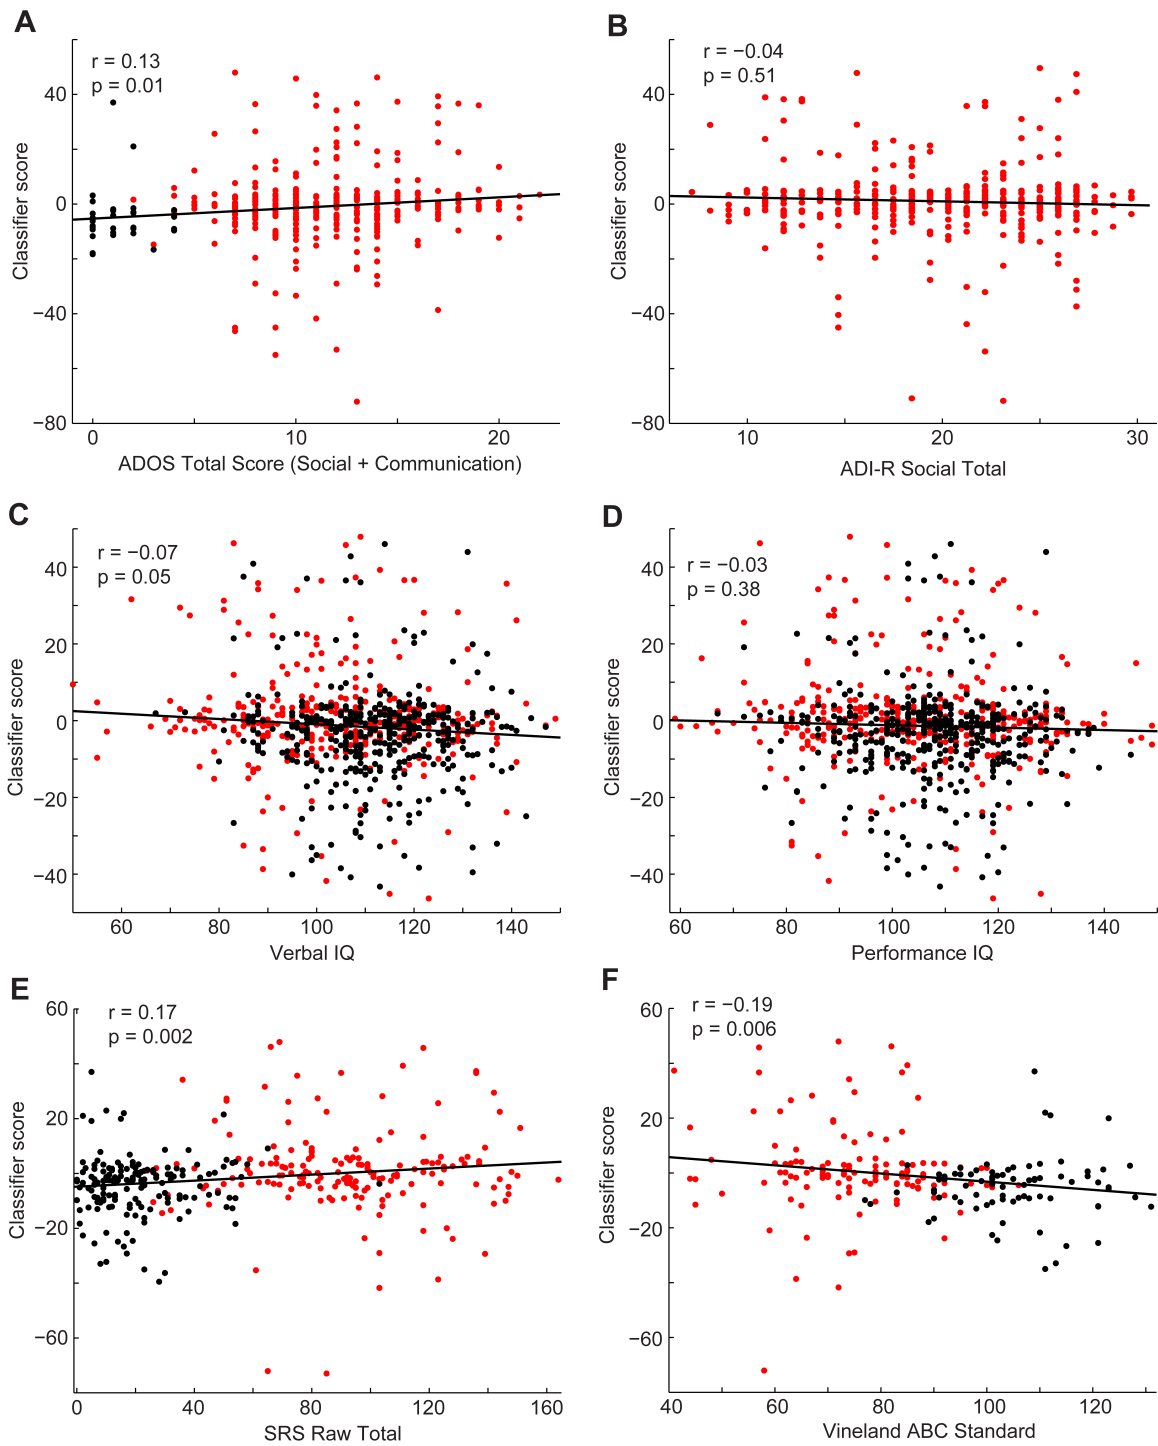 A
r = 0.13
p = 0.01
40
0
−40
−80
Classifier score
0
10
20
ADOS Total Score (Social + Communication)
B
r = −0.04
p = 0.51
40
0
−40
−80
Classifier score
10
20
30
ADI-R Social Total
C
r = −0.07
p = 0.05
40
20
0
−20
−40
Classifier score
60
80
100
120
140
Verbal IQ
D
r = −0.03
p = 0.38
40
20
0
−20
−40
Classifier score
60
80
100
120
140
Performance IQ
E
r = 0.17
p = 0.002
60
20
−20
−60
Classifier score
0
40
80
120
160
SRS Raw Total
F
r = −0.19
p = 0.006
60
20
−20
−60
Classifier score
40
60
80
100
120
Vineland ABC Standard